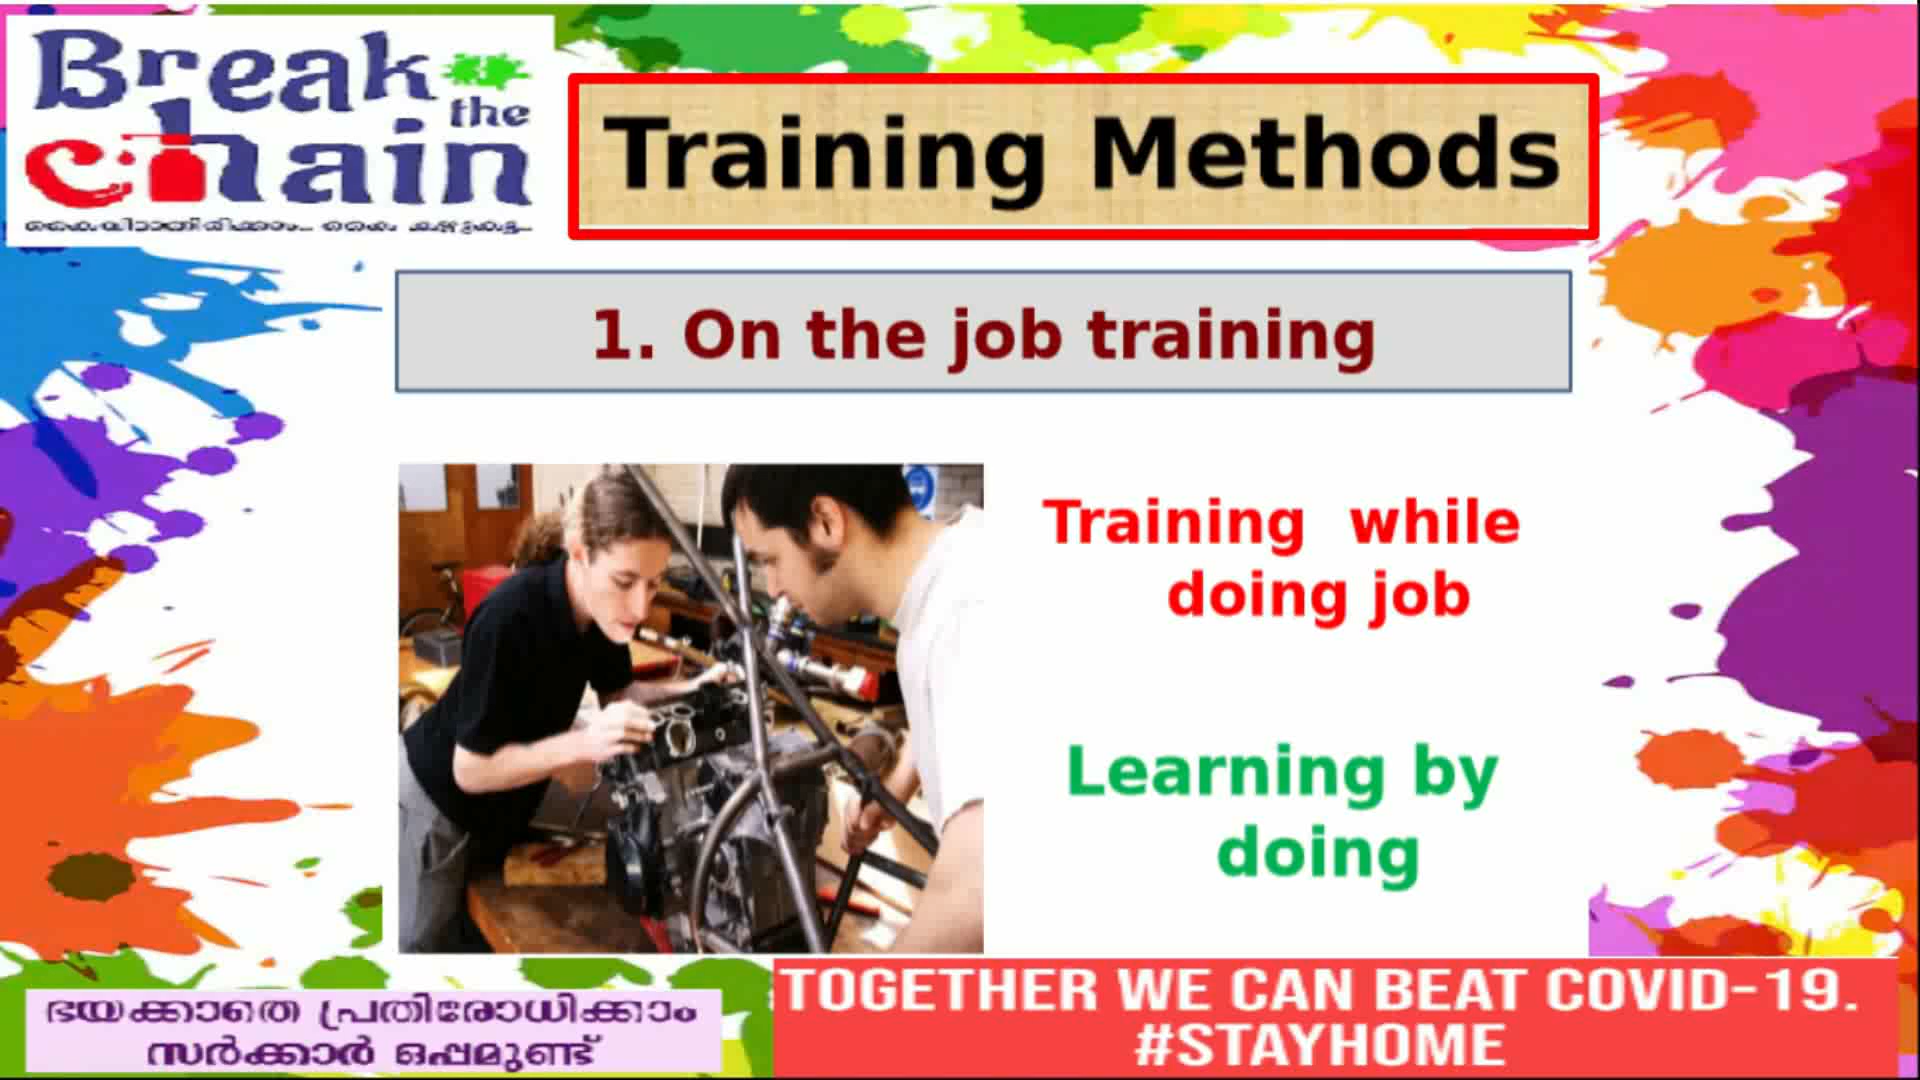 Break
the
chain
കൈവിടാതിരിക്കാം.. കൈ കഴുകൂ..
Training Methods
1. On the job training
Training while
doing job
Learning by
doing
ഭയക്കാതെ പ്രതിരോധിക്കാം
സർക്കാർ ഒപ്പമുണ്ട്
TOGETHER WE CAN BEAT COVID-19.
#STAYHOME